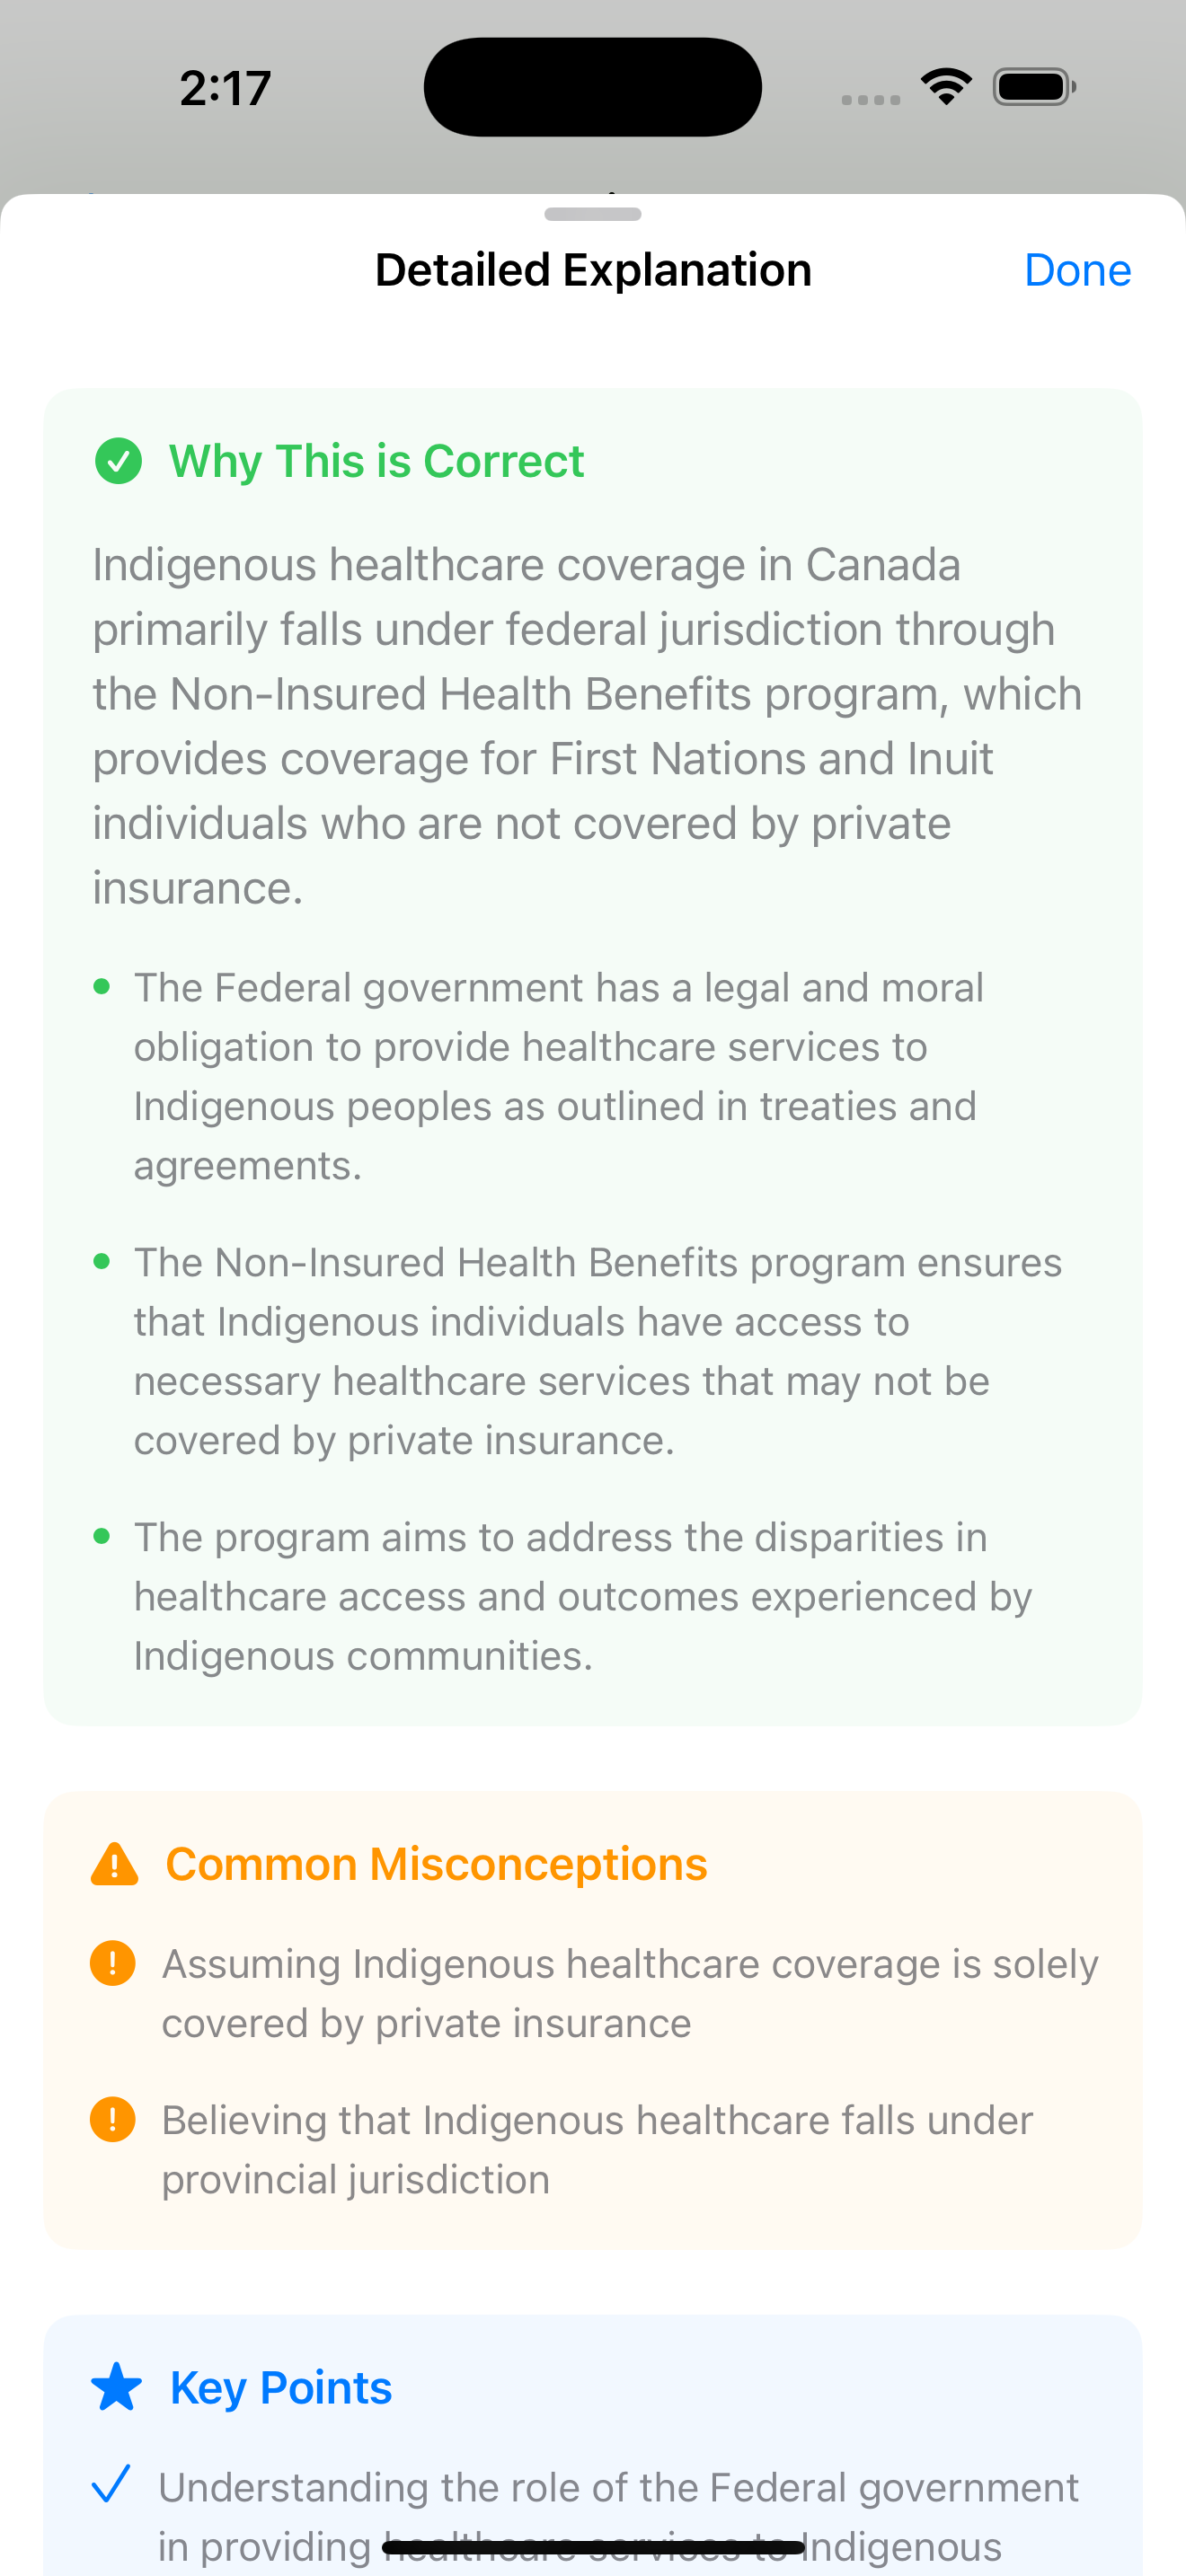 2:17
Detailed Explanation
Done
Why This is Correct
Indigenous healthcare coverage in Canada
primarily falls under federal jurisdiction through
the Non-Insured Health Benefits program, which
provides coverage for First Nations and Inuit
individuals who are not covered by private
insurance.
The Federal government has a legal and moral
obligation to provide healthcare services to
Indigenous peoples as outlined in treaties and
agreements.
The Non-Insured Health Benefits program ensures
that Indigenous individuals have access to
necessary healthcare services that may not be
covered by private insurance.
The program aims to address the disparities in
healthcare access and outcomes experienced by
Indigenous communities.
Common Misconceptions
Assuming Indigenous healthcare coverage is solely
covered by private insurance
Believing that Indigenous healthcare falls under
provincial jurisdiction
Key Points
Understanding the role of the Federal government
in providing healthcare services to Indigenous